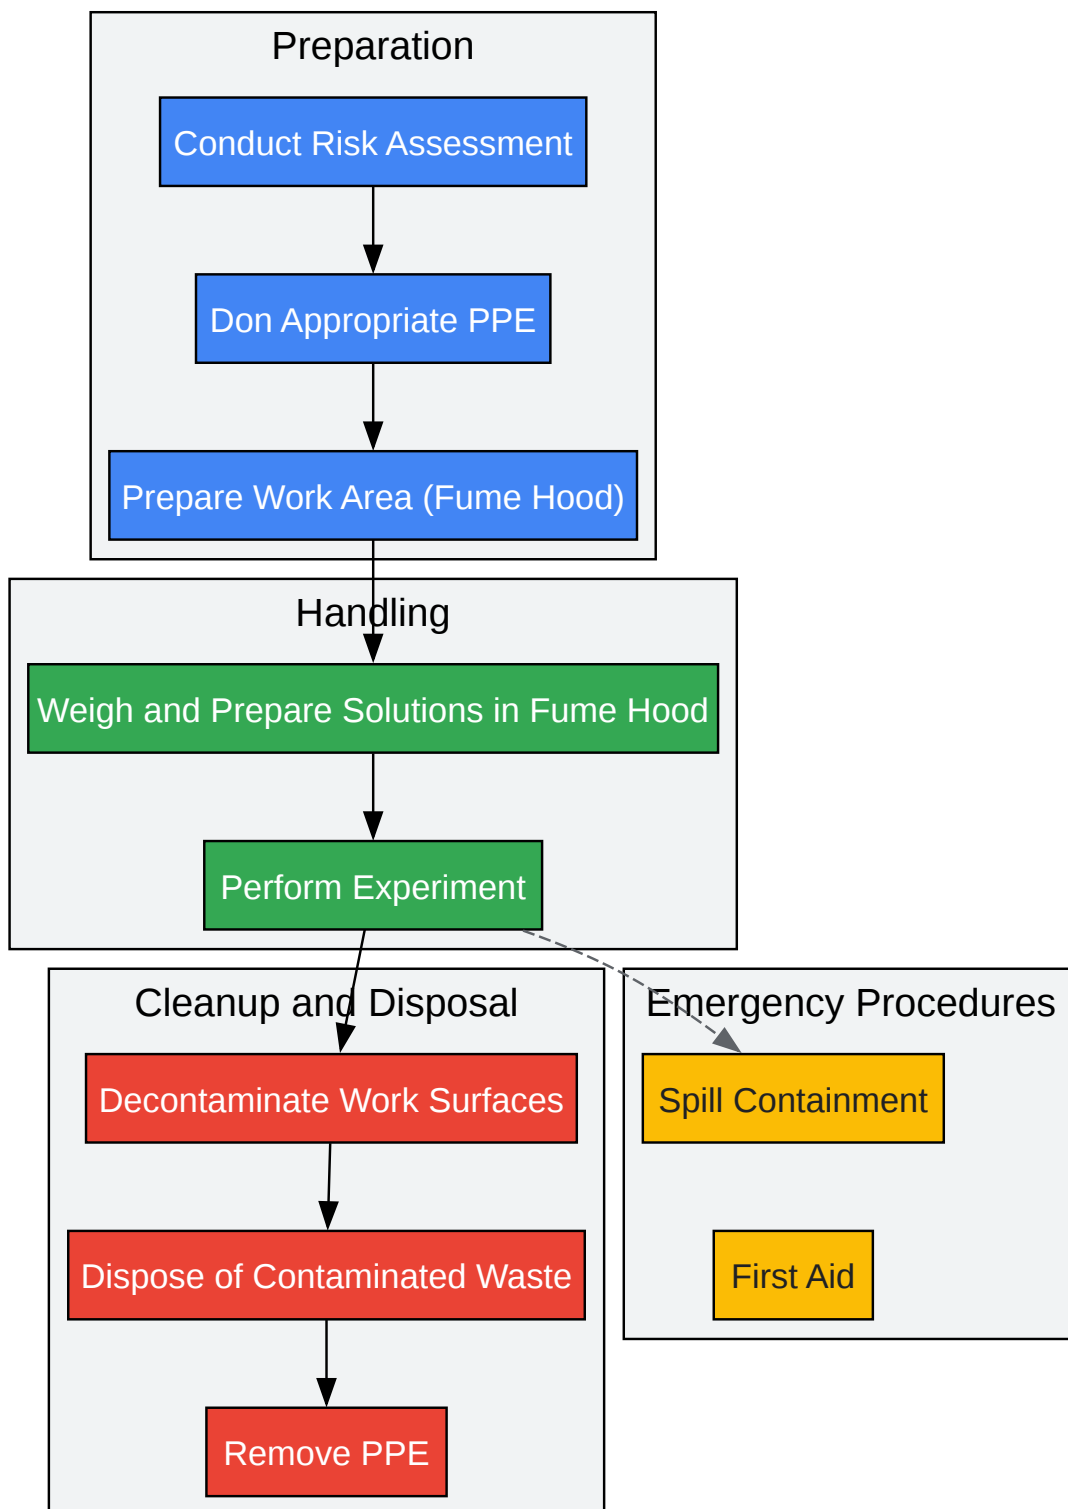 Preparation
Conduct Risk Assessment
Don Appropriate PPE
Prepare Work Area (Fume Hood)
Handling
Weigh and Prepare Solutions in Fume Hood
Perform Experiment
Cleanup and Disposal
Decontaminate Work Surfaces
Dispose of Contaminated Waste
Remove PPE
Emergency Procedures
Spill Containment
First Aid